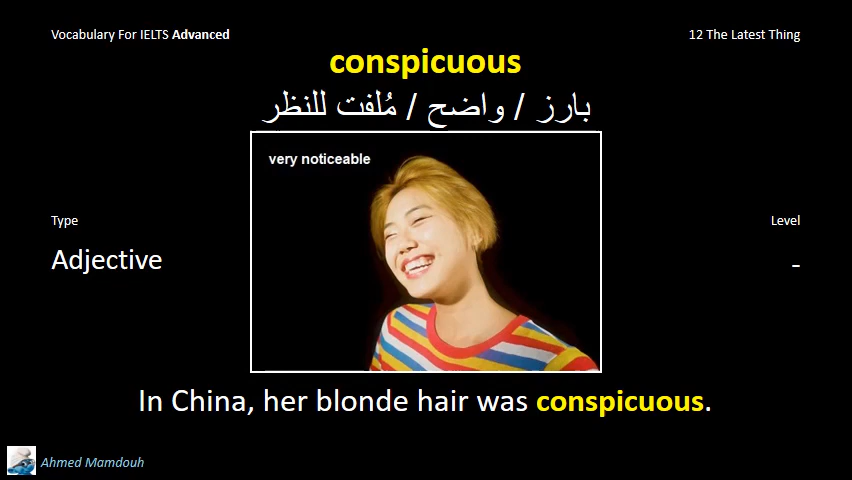 Vocabulary For IELTS Advanced
12 The Latest Thing
conspicuous
بارز / واضح / مُلفت للنظر
very noticeable
Type
Level
Adjective
-
In China, her blonde hair was conspicuous.
Ahmed Mamdouh